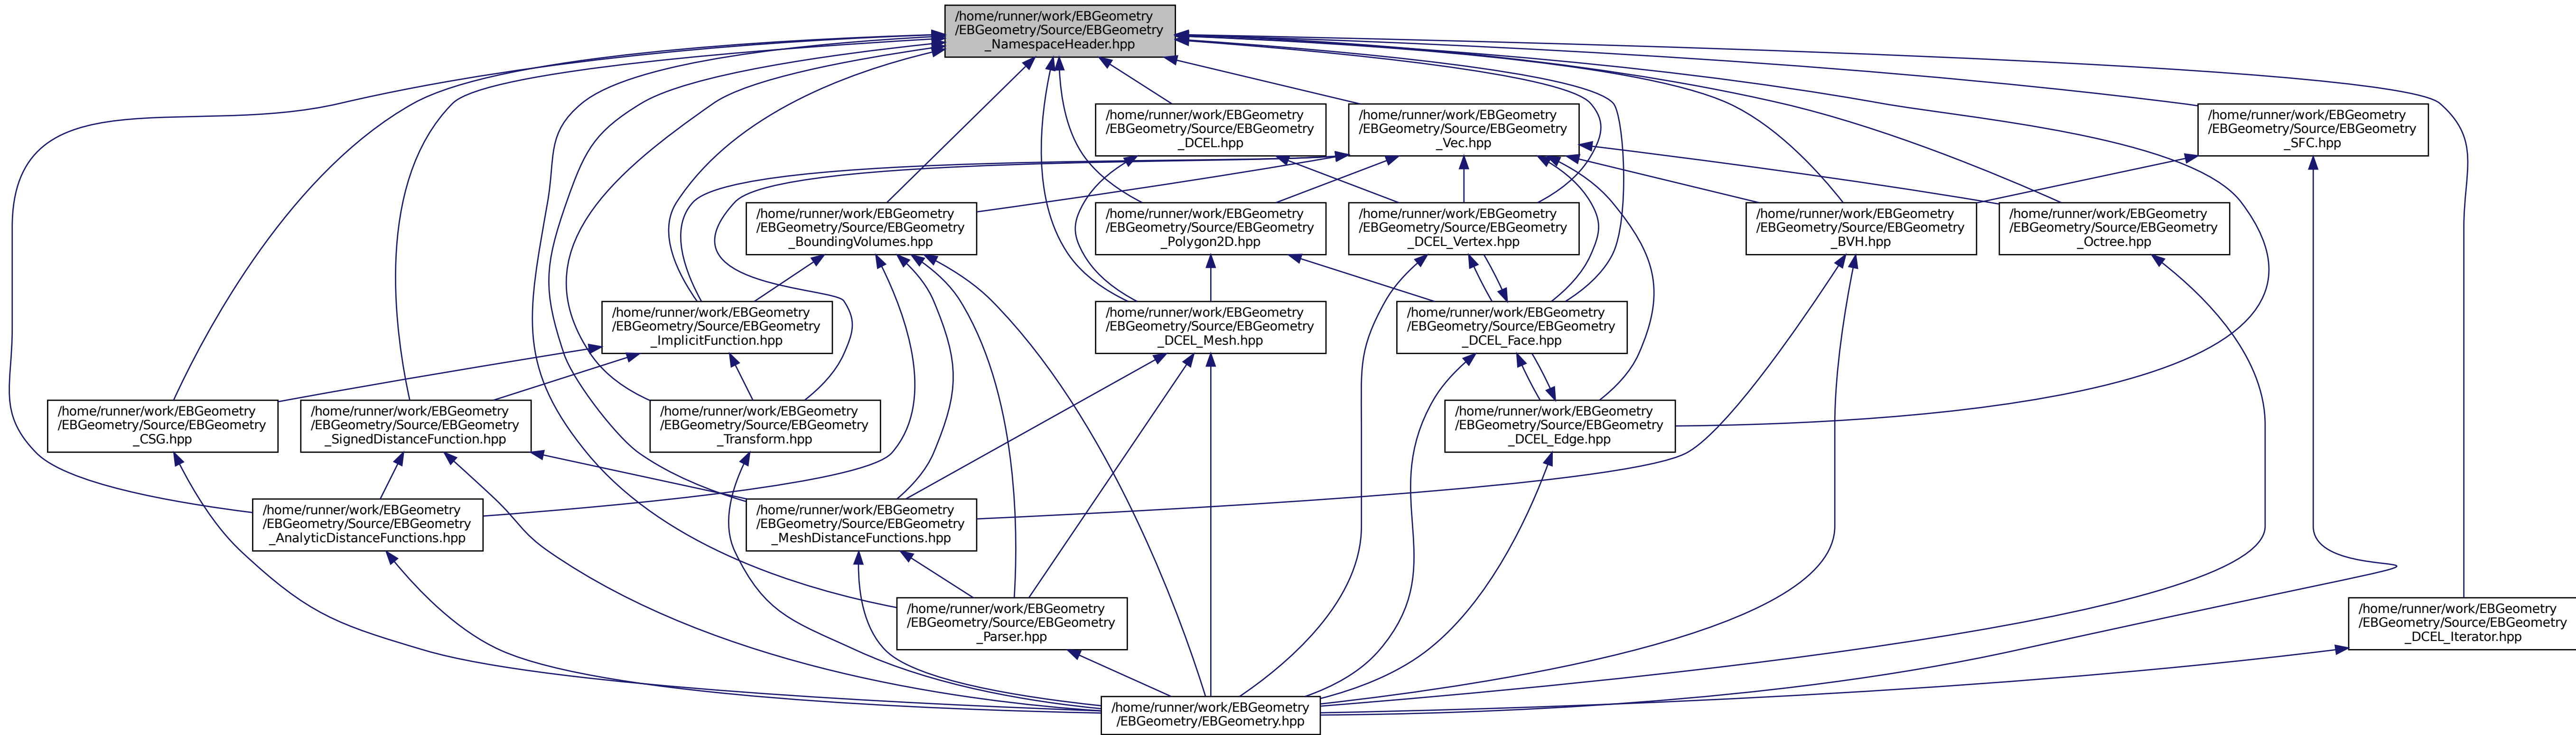 /home/runner/work/EBGeometry
/EBGeometry/Source/EBGeometry
_NamespaceHeader.hpp
/home/runner/work/EBGeometry
/EBGeometry/Source/EBGeometry
_DCEL.hpp
/home/runner/work/EBGeometry
/EBGeometry/Source/EBGeometry
_Vec.hpp
/home/runner/work/EBGeometry
/EBGeometry/Source/EBGeometry
_SFC.hpp
/home/runner/work/EBGeometry
/EBGeometry/Source/EBGeometry
_BoundingVolumes.hpp
/home/runner/work/EBGeometry
/EBGeometry/Source/EBGeometry
_Polygon2D.hpp
/home/runner/work/EBGeometry
/EBGeometry/Source/EBGeometry
_DCEL_Vertex.hpp
/home/runner/work/EBGeometry
/EBGeometry/Source/EBGeometry
_BVH.hpp
/home/runner/work/EBGeometry
/EBGeometry/Source/EBGeometry
_Octree.hpp
/home/runner/work/EBGeometry
/EBGeometry/Source/EBGeometry
_ImplicitFunction.hpp
/home/runner/work/EBGeometry
/EBGeometry/Source/EBGeometry
_DCEL_Mesh.hpp
/home/runner/work/EBGeometry
/EBGeometry/Source/EBGeometry
_DCEL_Face.hpp
/home/runner/work/EBGeometry
/EBGeometry/Source/EBGeometry
_CSG.hpp
/home/runner/work/EBGeometry
/EBGeometry/Source/EBGeometry
_SignedDistanceFunction.hpp
/home/runner/work/EBGeometry
/EBGeometry/Source/EBGeometry
_Transform.hpp
/home/runner/work/EBGeometry
/EBGeometry/Source/EBGeometry
_DCEL_Edge.hpp
/home/runner/work/EBGeometry
/EBGeometry/Source/EBGeometry
_AnalyticDistanceFunctions.hpp
/home/runner/work/EBGeometry
/EBGeometry/Source/EBGeometry
_MeshDistanceFunctions.hpp
/home/runner/work/EBGeometry
/EBGeometry/Source/EBGeometry
_Parser.hpp
/home/runner/work/EBGeometry
/EBGeometry/Source/EBGeometry
_DCEL_Iterator.hpp
/home/runner/work/EBGeometry
/EBGeometry/EBGeometry.hpp